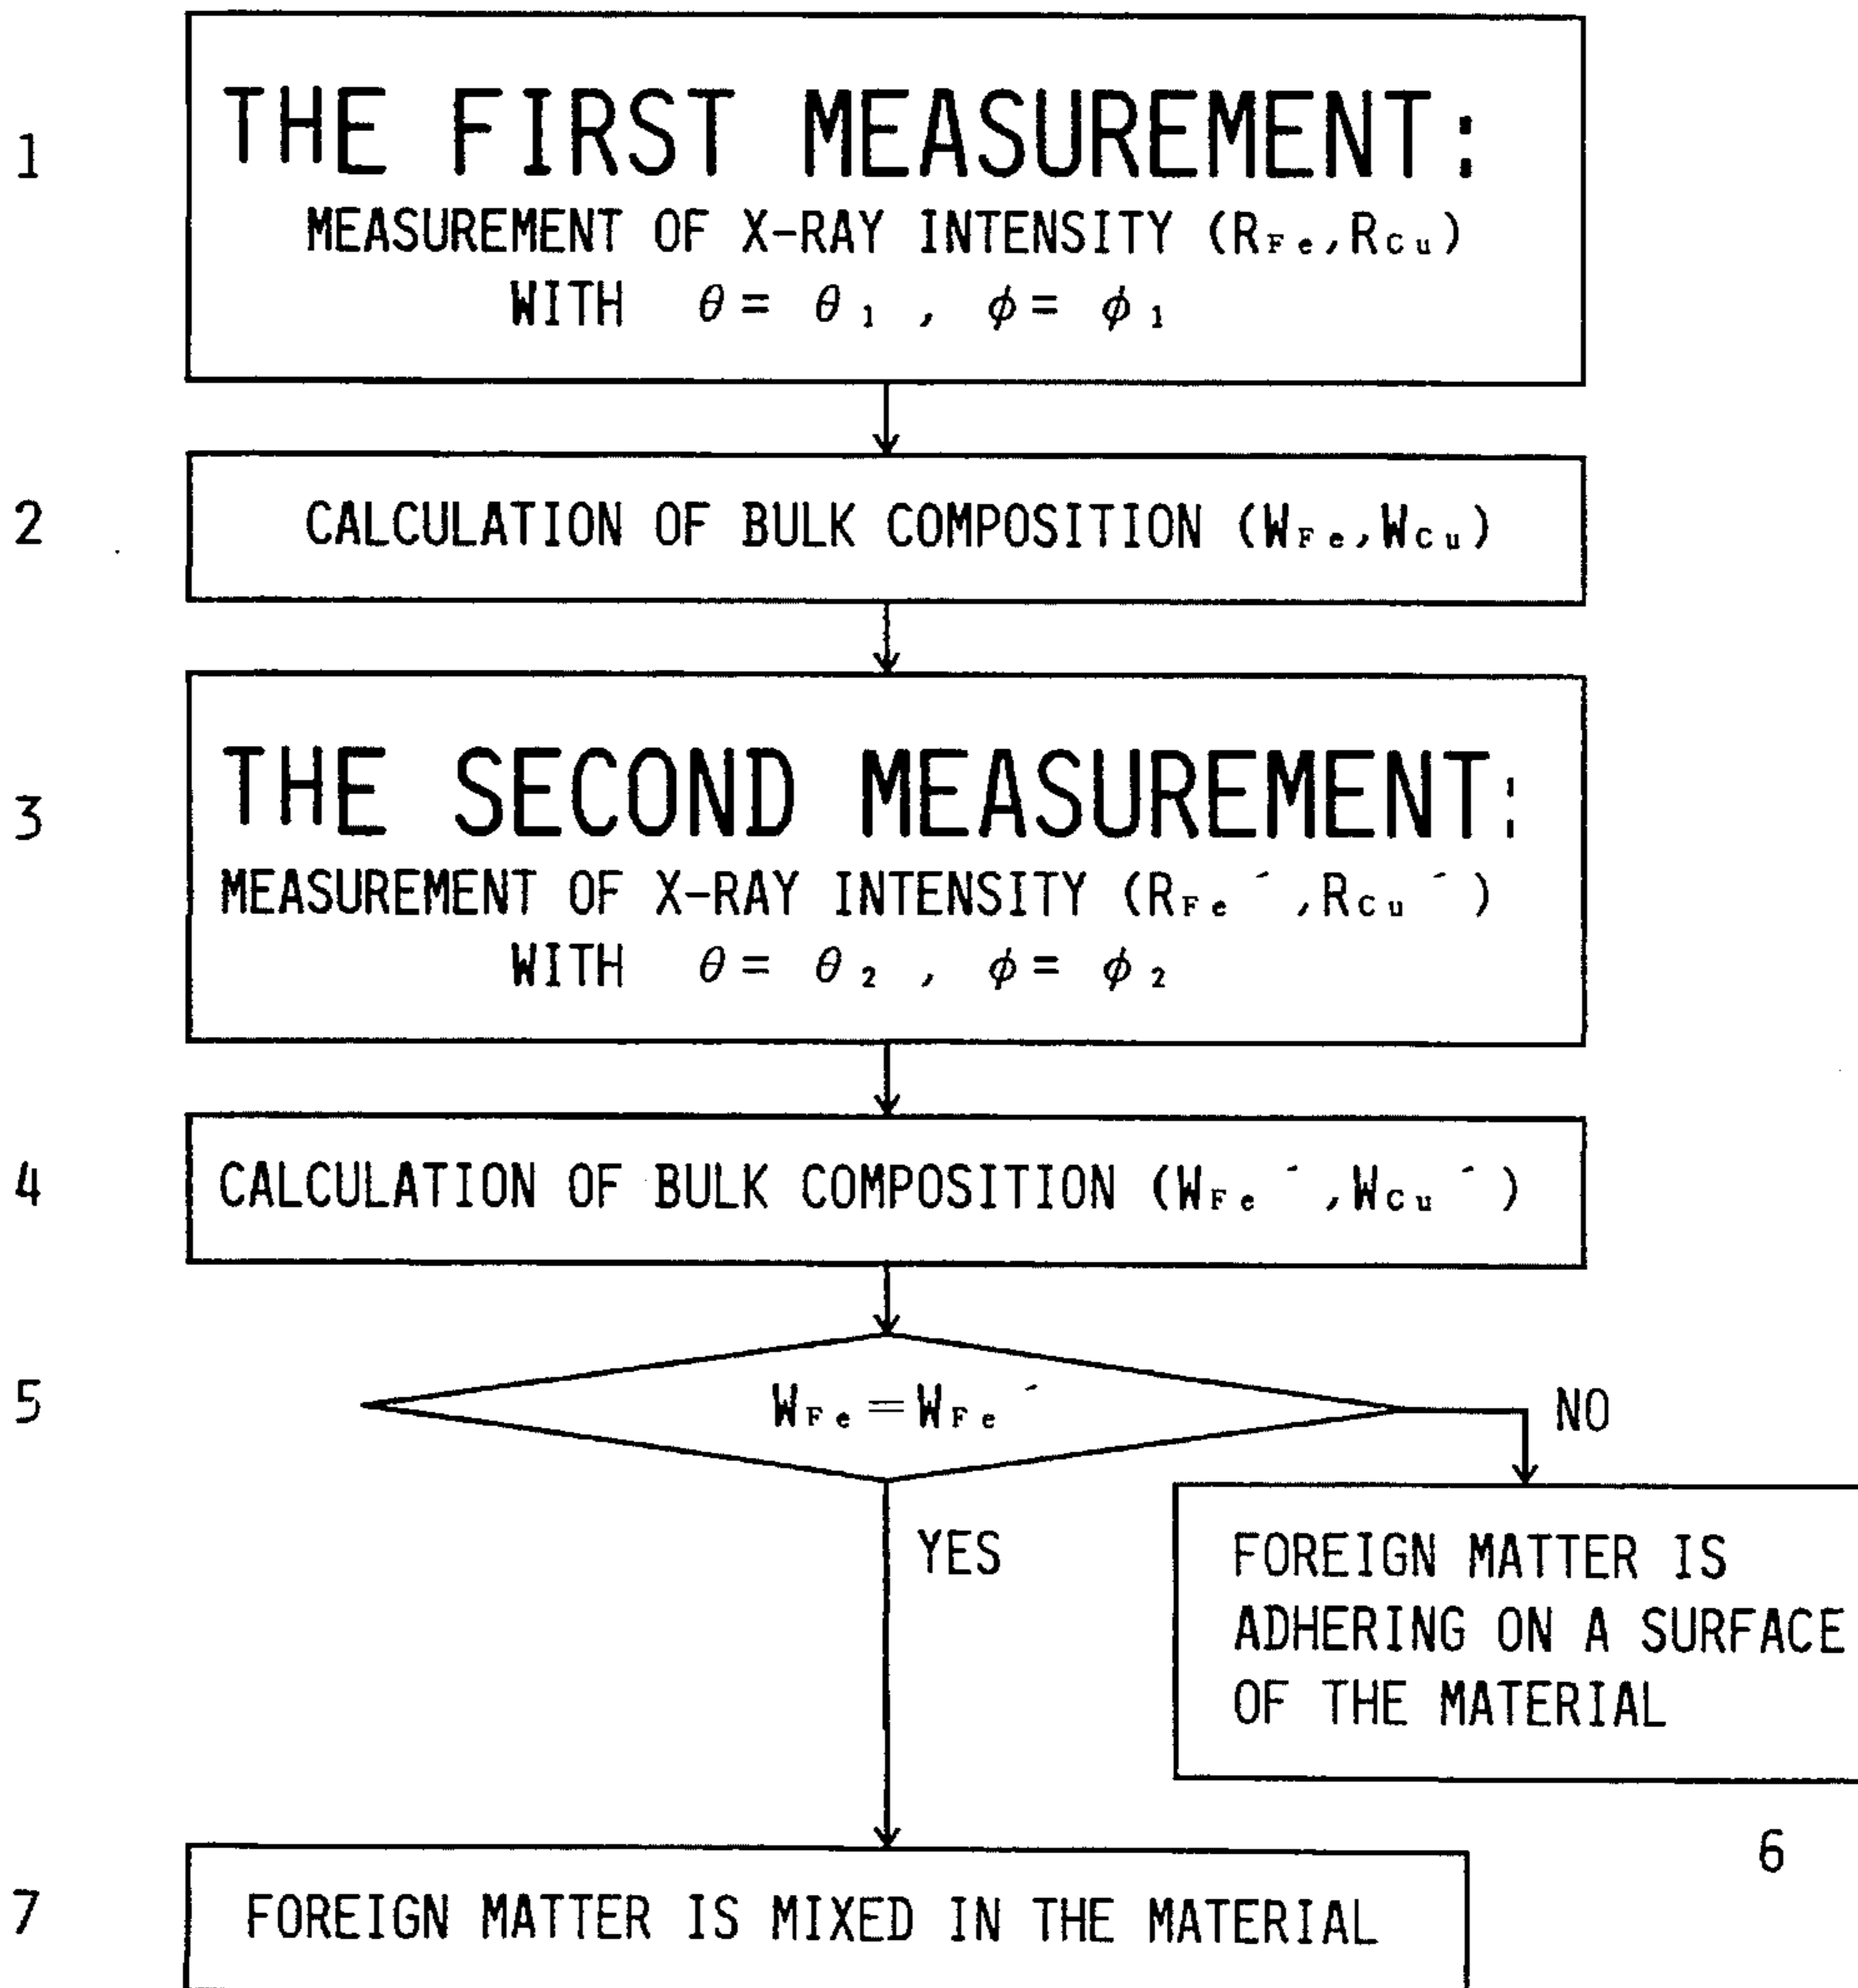 1
THE FIRST MEASUREMENT:
MEASUREMENT OF X-RAY INTENSITY (RFe,RCu)
WITH θ= θ1 , φ= φ1
2
CALCULATION OF BULK COMPOSITION (WFe,WCu)
3
THE SECOND MEASUREMENT:
MEASUREMENT OF X-RAY INTENSITY (RFe´,RCu´)
WITH θ= θ2 , φ= φ2
4
CALCULATION OF BULK COMPOSITION (WFe´,WCu´)
5
WFe=WFe´
NO
YES
FOREIGN MATTER IS
ADHERING ON A SURFACE
OF THE MATERIAL
6
7
FOREIGN MATTER IS MIXED IN THE MATERIAL